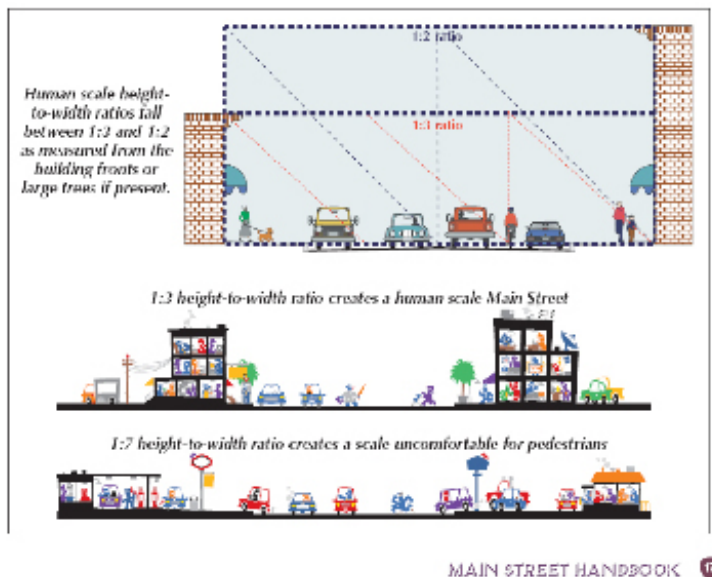 Human scale height-
to-width ratios fall
between 1:3 and 1:2
as measured from the
building fronts or
large trees if present.
1:2 ratio
1:3 ratio
1:3 height-to-width ratio creates a human scale Main Street
1:7 height-to-width ratio creates a scale uncomfortable for pedestrians
MAIN STREET HANDBOOK